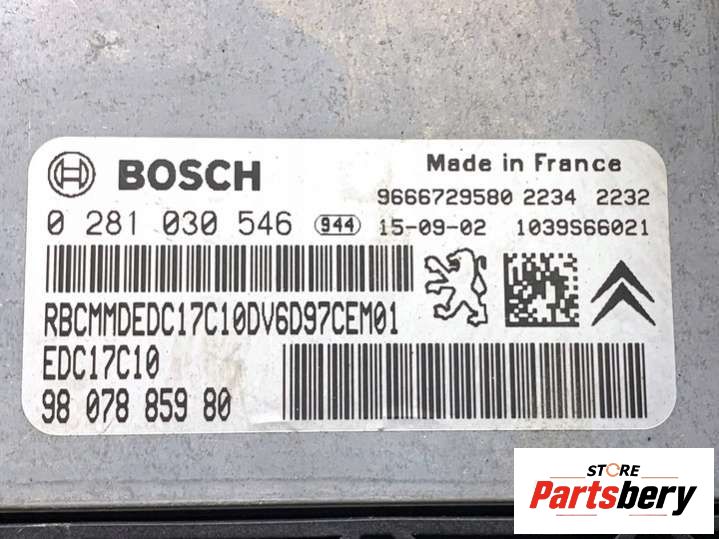 BOSCH
Made in France
9666729580 2234 2232
0 281 030 546 944 15-09-02 1039S66021
RBCMMDEDC17C10DV6D97CEM01
EDC17C10
98 078 859 80
STORE
Partsbery